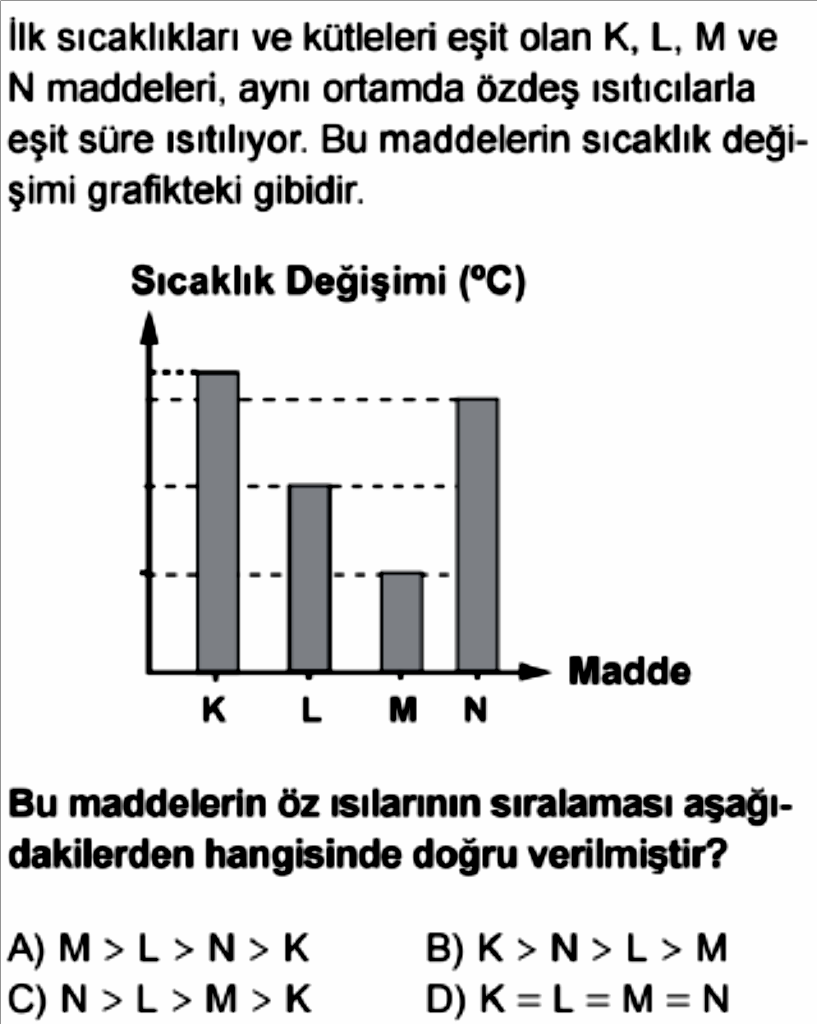 İlk sıcaklıkları ve kütleleri eşit olan K, L, M ve
N maddeleri, aynı ortamda özdeş ısıtıcılarla
eşit süre ısıtılıyor. Bu maddelerin sıcaklık deği-
şimi grafikteki gibidir.
Sıcaklık Değişimi (ºC)
Madde
K L M N
Bu maddelerin öz ısılarının sıralaması aşağı-
dakilerden hangisinde doğru verilmiştir?
A) M > L > N > K B) K > N > L > M
C) N > L > M > K D) K = L = M = N